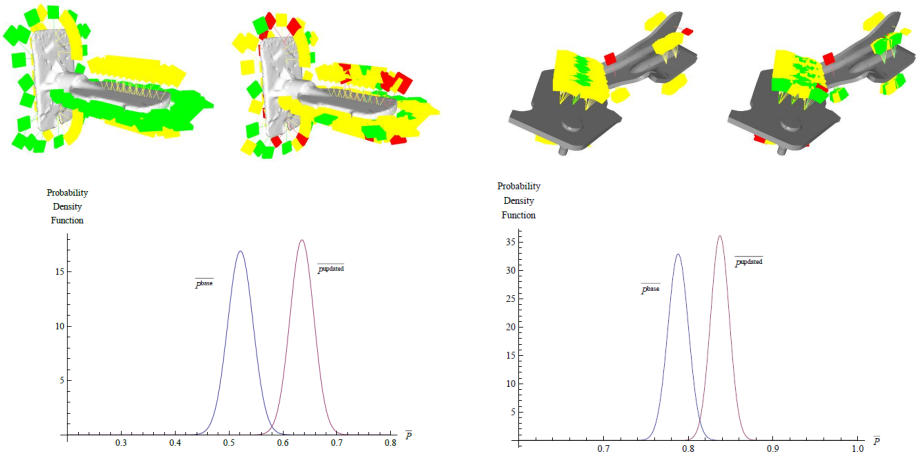 Probability
Density
Function
15
10
5
0.3 0.4 0.5 0.6 0.7 0.8
P̅
P̅base
P̅updated
Probability
Density
Function
35
30
25
20
15
10
5
0.7 0.8 0.9 1.0
P̅
P̅base
P̅updated